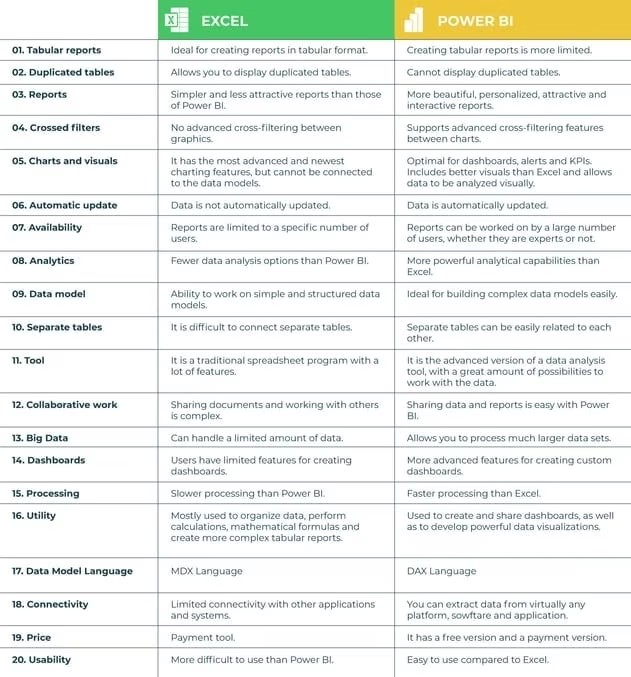 EXCEL POWER BI
01. Tabular reports Ideal for creating reports in tabular format. Creating tabular reports is more limited.
02. Duplicated tables Allows you to display duplicated tables. Cannot display duplicated tables.
03. Reports Simpler and less attractive reports than those More beautiful, personalized, attractive and
of Power BI. interactive reports.
04. Crossed filters No advanced cross-filtering between Supports advanced cross-filtering features
graphics. between charts.
05. Charts and visuals It has the most advanced and newest Optimal for dashboards, alerts and KPIs.
charting features, but cannot be connected Includes better visuals than Excel and allows
to the data models. data to be analyzed visually.
06. Automatic update Data is not automatically updated. Data is automatically updated.
07. Availability Reports are limited to a specific number of Reports can be worked on by a large number
users. of users, whether they are experts or not.
08. Analytics Fewer data analysis options than Power BI. More powerful analytical capabilities than
Excel.
09. Data model Ability to work on simple and structured data Ideal for building complex data models easily.
models.
10. Separate tables It is difficult to connect separate tables. Separate tables can be easily related to each
other.
11. Tool It is a traditional spreadsheet program with a It is the advanced version of a data analysis
lot of features. tool, with a great amount of possibilities to
work with the data.
12. Collaborative work Sharing documents and working with others Sharing data and reports is easy with Power
is complex. BI.
13. Big Data Can handle a limited amount of data. Allows you to process much larger data sets.
14. Dashboards Users have limited features for creating More advanced features for creating custom
dashboards. dashboards.
15. Processing Slower processing than Power BI. Faster processing than Excel.
16. Utility Mostly used to organize data, perform Used to create and share dashboards, as well
calculations, mathematical formulas and as to develop powerful data visualizations.
create more complex tabular reports.
17. Data Model Language MDX Language DAX Language
18. Connectivity Limited connectivity with other applications You can extract data from virtually any
and systems. platform, sowftare and application.
19. Price Payment tool. It has a free version and a payment version.
20. Usability More difficult to use than Power BI. Easy to use compared to Excel.